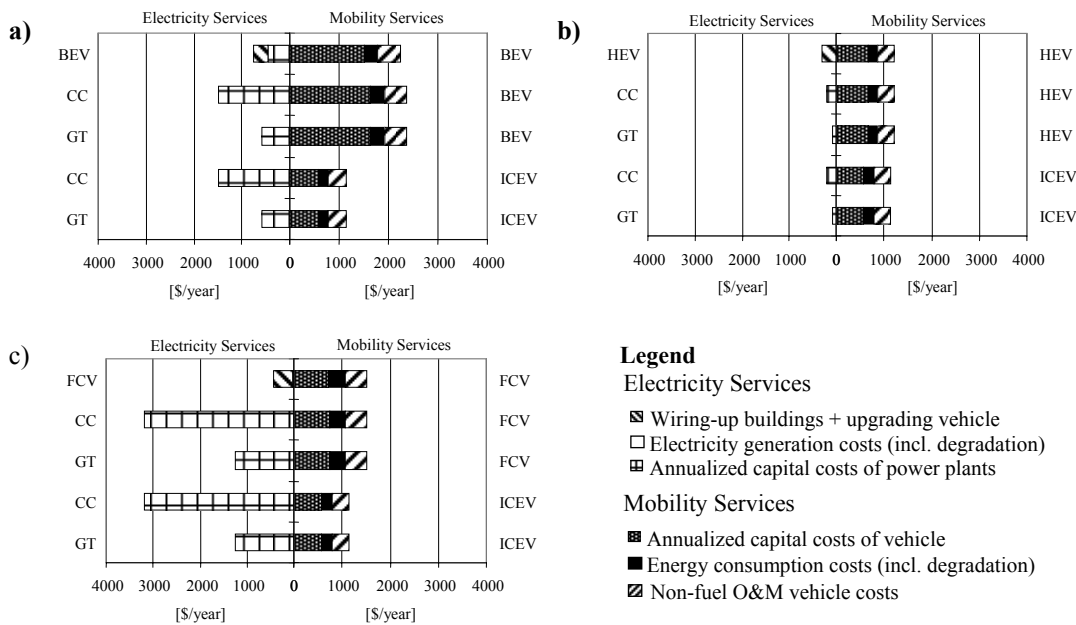 Electricity Services Mobility Services
a)
BEV BEV
CC BEV
GT BEV
CC ICEV
GT ICEV
4000 3000 2000 1000 0 1000 2000 3000 4000
[$/year] [$/year]
Electricity Services Mobility Services
b)
HEV HEV
CC HEV
GT HEV
CC ICEV
GT ICEV
4000 3000 2000 1000 0 1000 2000 3000 4000
[$/year] [$/year]
Electricity Services Mobility Services
c)
FCV FCV
CC FCV
GT FCV
CC ICEV
GT ICEV
4000 3000 2000 1000 0 1000 2000 3000 4000
[$/year] [$/year]
Legend
Electricity Services
Wiring-up buildings + upgrading vehicle
Electricity generation costs (incl. degradation)
Annualized capital costs of power plants
Mobility Services
Annualized capital costs of vehicle
Energy consumption costs (incl. degradation)
Non-fuel O&M vehicle costs